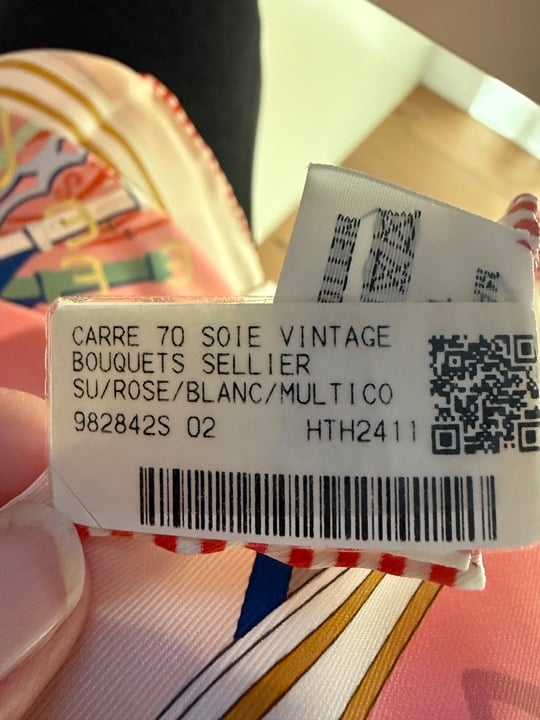 CARRE 70 SOIE VINTAGE
BOUQUETS SELLIER
SU/ROSE/BLANC/MULTICO
982842S 02 HTH2411